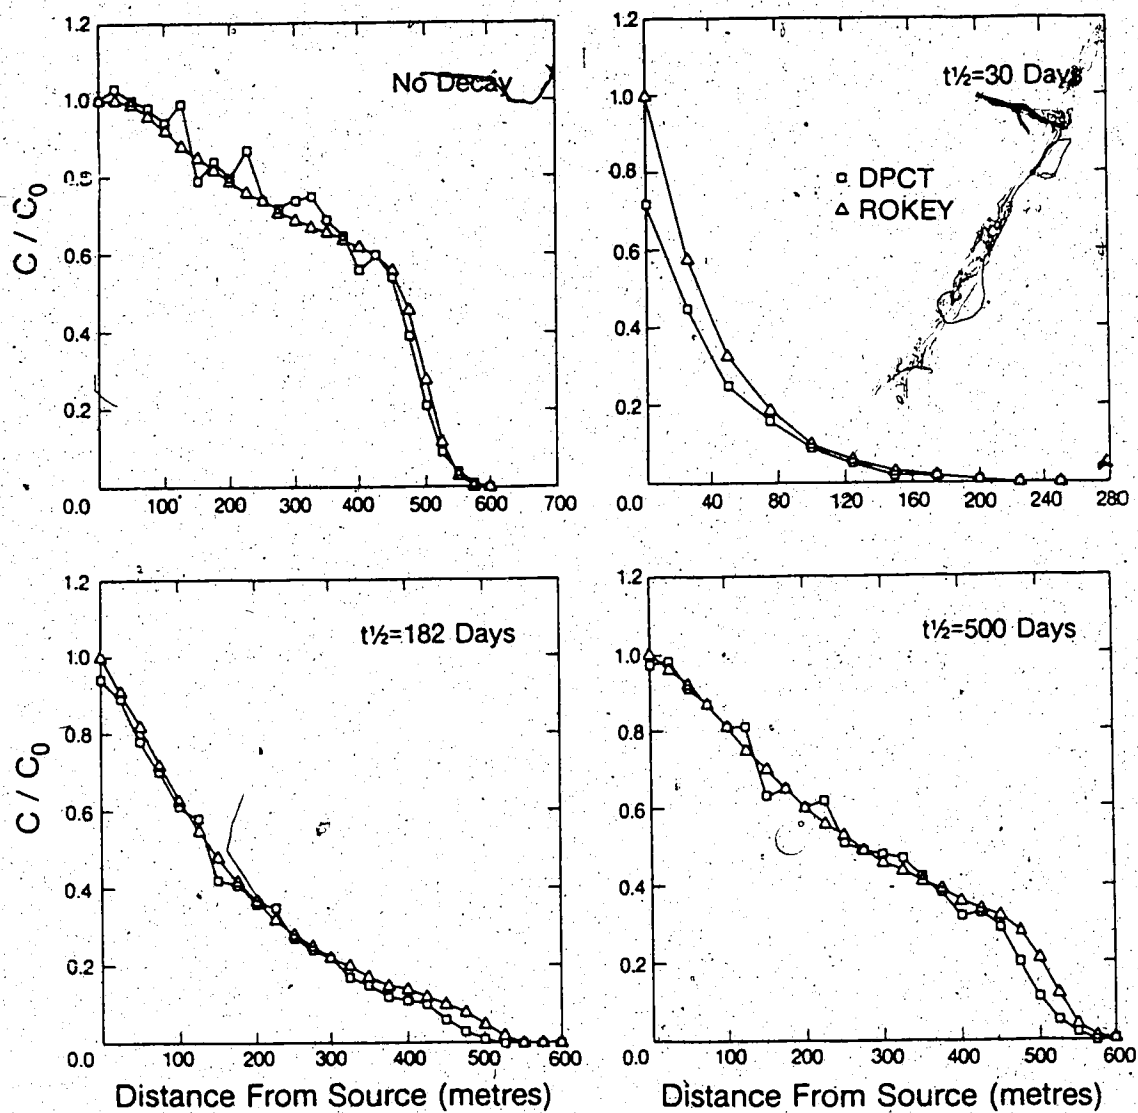 1.2
1.0
0.8
0.6
0.4
0.2
0.0 100 200 300 400 500 600 700
C / C0
No Decay
1.2
1.0
0.8
0.6
0.4
0.2
0.0 40 80 120 160 200 240 280
t½=30 Days
DPCT
ROKEY
1.2
1.0
0.8
0.6
0.4
0.2
0.0 100 200 300 400 500 600
C / C0
t½=182 Days
Distance From Source (metres)
1.2
1.0
0.8
0.6
0.4
0.2
0.0 100 200 300 400 500 600
t½=500 Days
Distance From Source (metres)